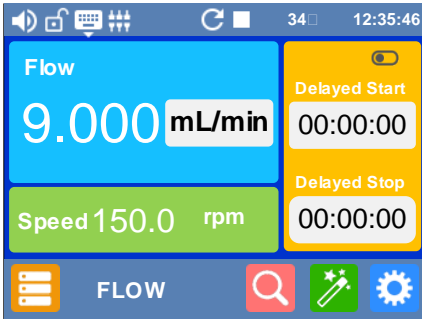 34□ 12:35:46
Flow
9.000 mL/min
Speed 150.0 rpm
Delayed Start
00:00:00
Delayed Stop
00:00:00
FLOW